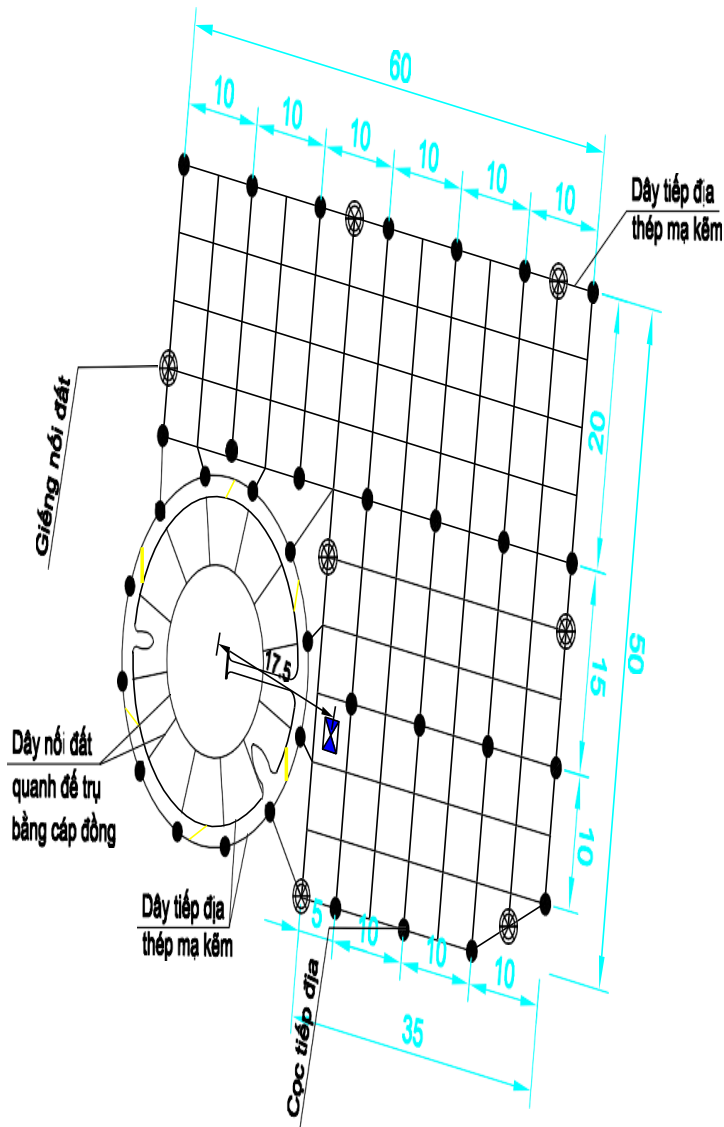 60
10
10
10
10
10
10
Dây tiếp địa
thép mạ kẽm
20
50
15
10
Giếng nối đất
17.5
Dây nối đất
quanh đế trụ
bằng cáp đồng
Dây tiếp địa
thép mạ kẽm
Cọc tiếp địa
5
10
10
10
35